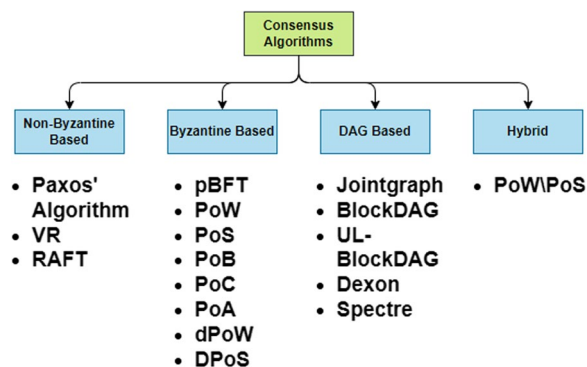 Consensus
Algorithms
Non-Byzantine
Based
Byzantine Based
DAG Based
Hybrid
• Paxos'
Algorithm
• VR
• RAFT
• pBFT
• PoW
• PoS
• PoB
• PoC
• PoA
• dPoW
• DPoS
• Jointgraph
• BlockDAG
• UL-
BlockDAG
• Dexon
• Spectre
• PoW\PoS